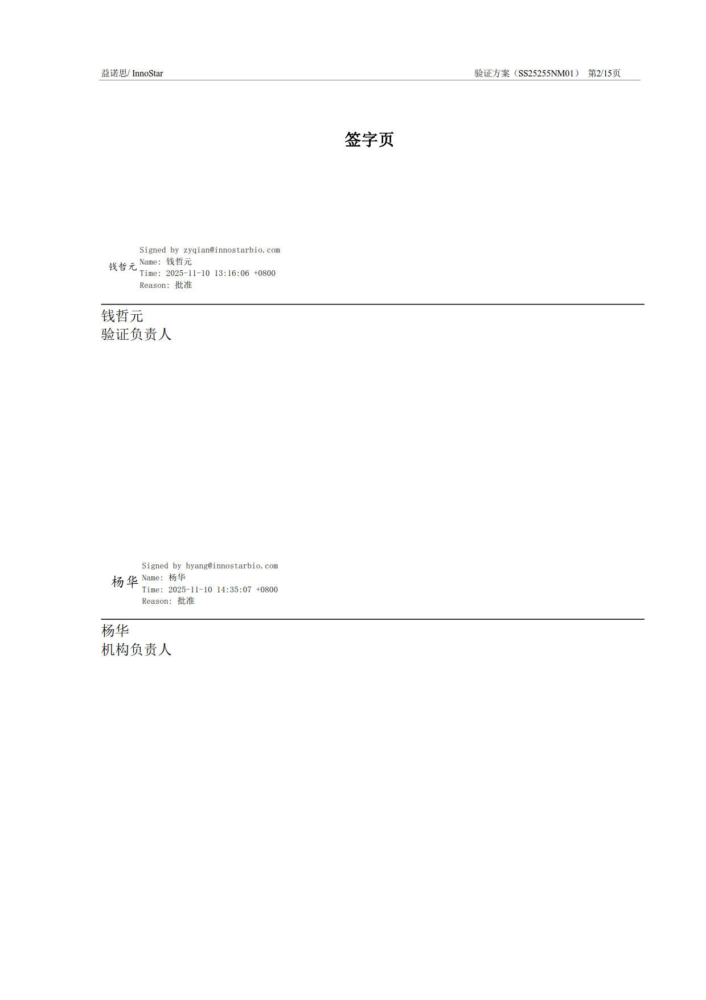 益诺思/ InnoStar 验证方案（SS25255NM01） 第2/15页
签字页
Signed by zyqian@innostarbio.com
钱哲元 Name: 钱哲元
Time: 2025-11-10 13:16:06 +0800
Reason: 批准
钱哲元
验证负责人
Signed by hyang@innostarbio.com
杨华 Name: 杨华
Time: 2025-11-10 14:35:07 +0800
Reason: 批准
杨华
机构负责人